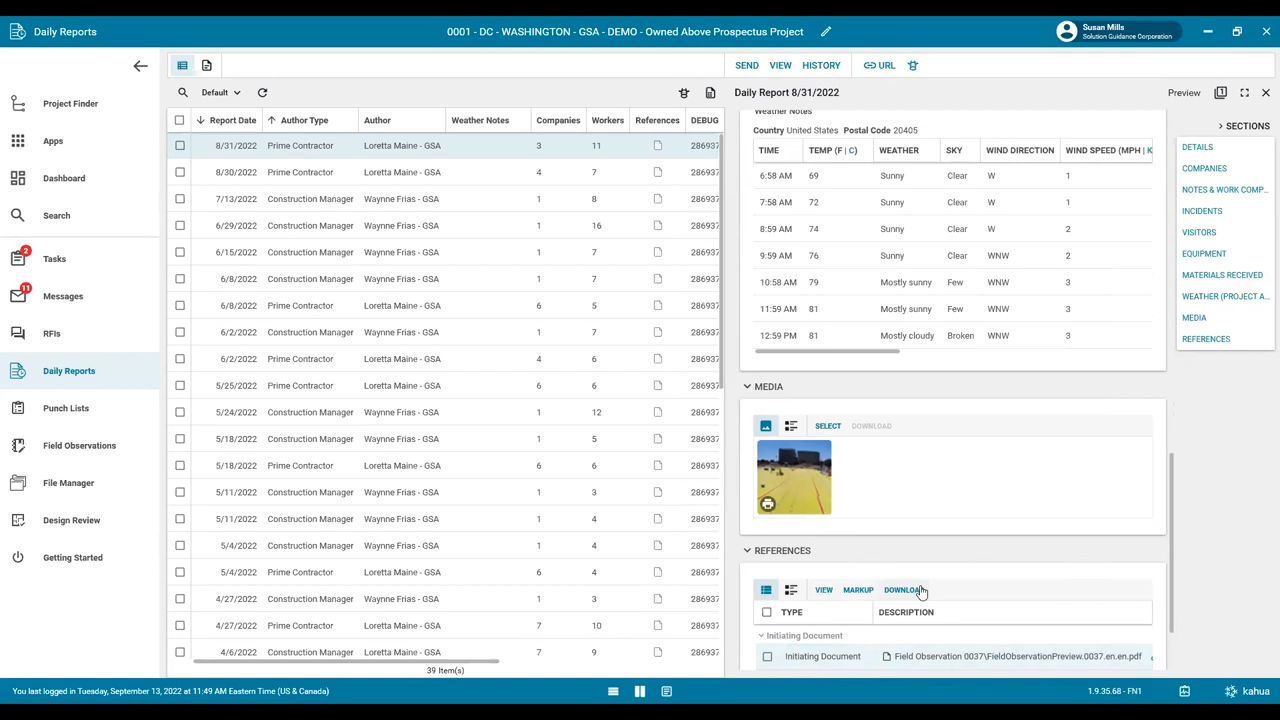 Daily Reports
0001 - DC - WASHINGTON - GSA - DEMO - Owned Above Prospectus Project
Susan Mills
Solution Guidance Corporation
Project Finder
Apps
Dashboard
Search
2
Tasks
11
Messages
RFIs
Daily Reports
Punch Lists
Field Observations
File Manager
Design Review
Getting Started
Default
Report Date Author Type Author Weather Notes Companies Workers References DEBUG
8/31/2022 Prime Contractor Loretta Maine - GSA 3 11 286937
8/30/2022 Prime Contractor Loretta Maine - GSA 4 7 286937
7/13/2022 Construction Manager Waynne Frias - GSA 1 8 286937
6/29/2022 Construction Manager Waynne Frias - GSA 1 16 286937
6/15/2022 Construction Manager Waynne Frias - GSA 1 7 286937
6/8/2022 Construction Manager Waynne Frias - GSA 1 7 286937
6/8/2022 Prime Contractor Loretta Maine - GSA 6 5 286937
6/2/2022 Construction Manager Waynne Frias - GSA 1 7 286937
6/2/2022 Prime Contractor Loretta Maine - GSA 4 6 286937
5/25/2022 Prime Contractor Loretta Maine - GSA 6 6 286937
5/24/2022 Construction Manager Waynne Frias - GSA 1 12 286937
5/18/2022 Construction Manager Waynne Frias - GSA 1 5 286937
5/18/2022 Prime Contractor Loretta Maine - GSA 6 6 286937
5/11/2022 Construction Manager Waynne Frias - GSA 1 3 286937
5/11/2022 Construction Manager Waynne Frias - GSA 1 4 286937
5/4/2022 Construction Manager Waynne Frias - GSA 1 4 286937
5/4/2022 Prime Contractor Loretta Maine - GSA 6 4 286937
4/27/2022 Construction Manager Waynne Frias - GSA 1 3 286937
4/27/2022 Prime Contractor Loretta Maine - GSA 7 10 286937
4/6/2022 Construction Manager Waynne Frias - GSA 7 9 286937
39 Item(s)
SEND VIEW HISTORY URL
Daily Report 8/31/2022 Preview 1
Weather Notes
Country United States Postal Code 20405
TIME TEMP (F | C) WEATHER SKY WIND DIRECTION WIND SPEED (MPH | K
6:58 AM 69 Sunny Clear W 1
7:58 AM 72 Sunny Clear W 1
8:59 AM 74 Sunny Clear W 2
9:59 AM 76 Sunny Clear WNW 2
10:58 AM 79 Mostly sunny Few WNW 3
11:59 AM 81 Mostly sunny Few WNW 3
12:59 PM 81 Mostly cloudy Broken WNW 3
MEDIA
SELECT DOWNLOAD
REFERENCES
VIEW MARKUP DOWNLOAD
TYPE DESCRIPTION
Initiating Document
Initiating Document Field Observation 0037\FieldObservationPreview.0037.en.en.pdf
SECTIONS
DETAILS
COMPANIES
NOTES & WORK COMP...
INCIDENTS
VISITORS
EQUIPMENT
MATERIALS RECEIVED
WEATHER (PROJECT A...
MEDIA
REFERENCES
You last logged in Tuesday, September 13, 2022 at 11:49 AM Eastern Time (US & Canada)
1.9.35.68 - FN1
kahua